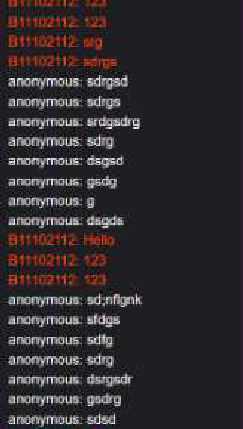 B11102112: 123
B11102112: 123
B11102112: srg
B11102112: sdrgs
anonymous: sdrgsd
anonymous: sdrgs
anonymous: srdgsdrg
anonymous: sdrg
anonymous: dsgsd
anonymous: gsdg
anonymous: g
anonymous: dsgds
B11102112: Hello
B11102112: 123
B11102112: 123
anonymous: sd;nflgnk
anonymous: sfdgs
anonymous: sdfg
anonymous: sdrg
anonymous: dsrgsdr
anonymous: gsdrg
anonymous: sdsd